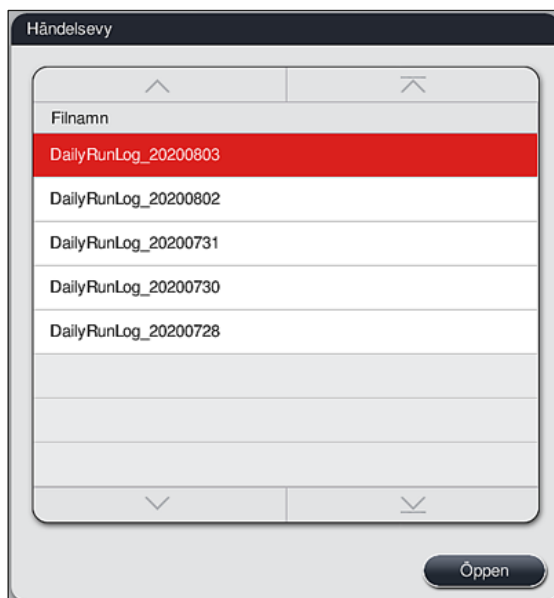 Händelsevy
Filnamn
DailyRunLog_20200803
DailyRunLog_20200802
DailyRunLog_20200731
DailyRunLog_20200730
DailyRunLog_20200728
Öppen